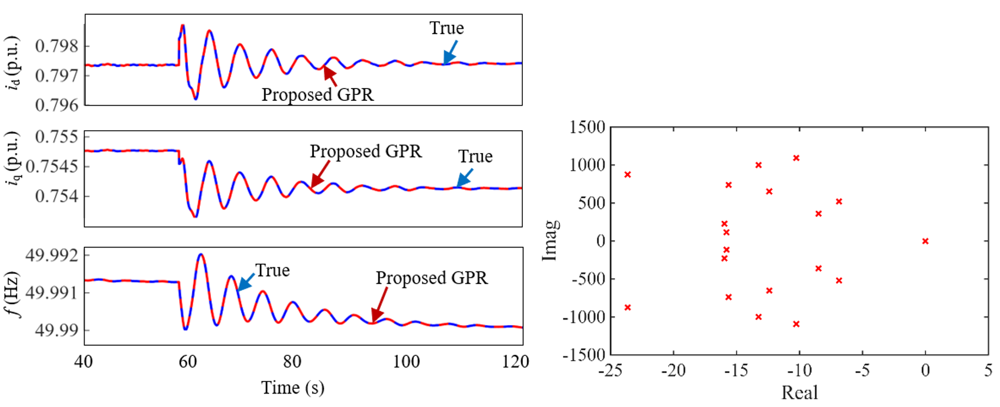 True
0.798
0.797
0.796
i_d (p.u.)
Proposed GPR
0.755
0.7545
0.754
i_q (p.u.)
Proposed GPR
True
49.992
49.991
49.99
f (Hz)
True
Proposed GPR
40 60 80 100 120
Time (s)
1500
1000
500
0
-500
-1000
-1500
Imag
-25 -20 -15 -10 -5 0 5
Real